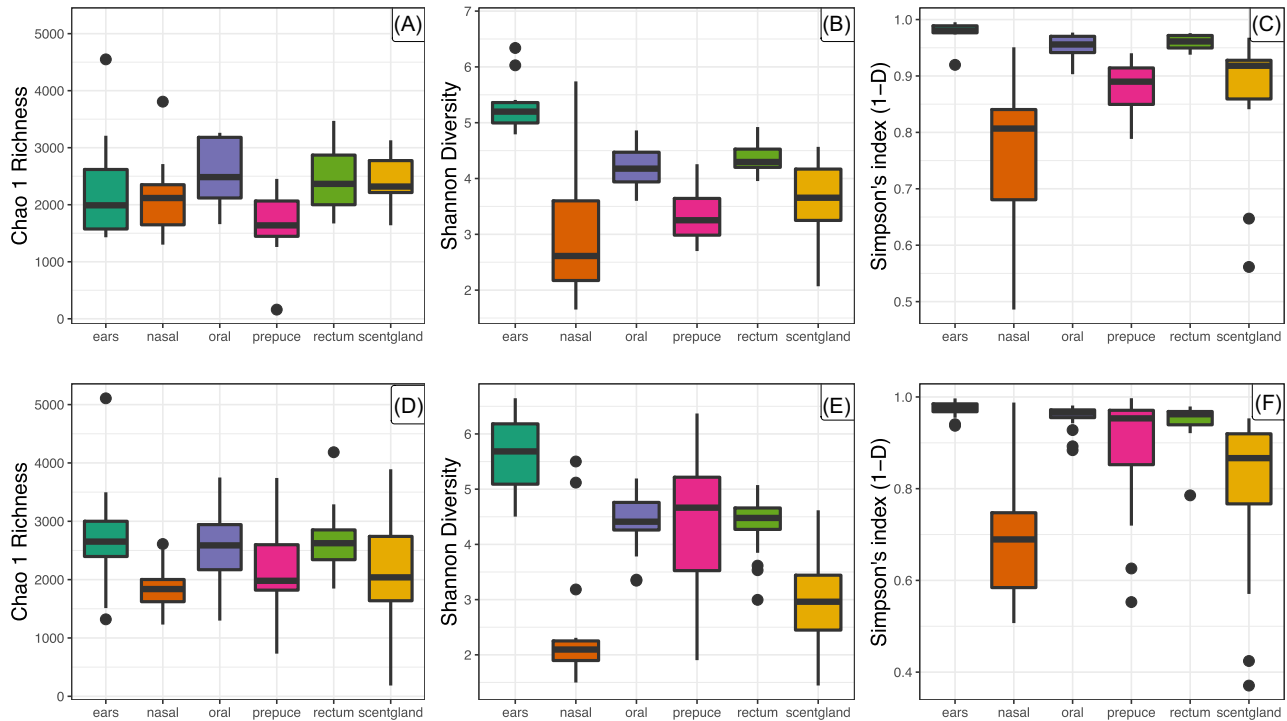 (A)
Chao 1 Richness
5000
4000
3000
2000
1000
0
ears nasal oral prepuce rectum scentgland
(B)
Shannon Diversity
7
6
5
4
3
2
ears nasal oral prepuce rectum scentgland
(C)
Simpson's index (1−D)
1.0
0.9
0.8
0.7
0.6
0.5
ears nasal oral prepuce rectum scentgland
(D)
Chao 1 Richness
5000
4000
3000
2000
1000
0
ears nasal oral prepuce rectum scentgland
(E)
Shannon Diversity
6
5
4
3
2
ears nasal oral prepuce rectum scentgland
(F)
Simpson's index (1−D)
1.0
0.8
0.6
0.4
ears nasal oral prepuce rectum scentgland